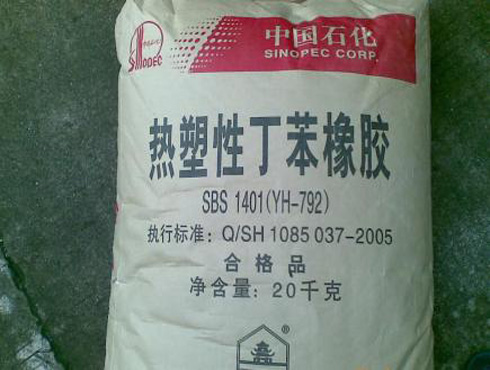 中国石化
SINOPEC CORP.
SINOPEC
热塑性丁苯橡胶
SBS 1401(YH-792)
执行标准：Q/SH 1085 037-2005
合格品
净含量：20千克
®